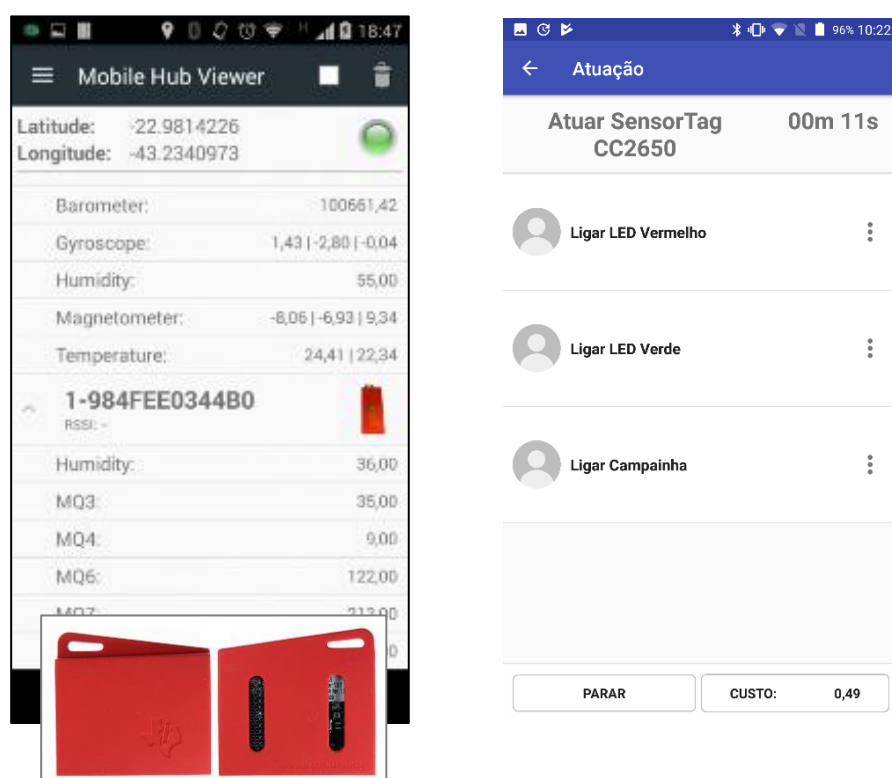 18:47
Mobile Hub Viewer
Latitude: -22.9814226
Longitude: -43.2340973
Barometer: 100661,42
Gyroscope: 1,43 | -2,80 | -0,04
Humidity: 55,00
Magnetometer: -8,06 | -6,93 | 9,34
Temperature: 24,41 | 22,34
1-984FEE0344B0
RSSI: -
Humidity: 36,00
MQ3: 35,00
MQ4: 9,00
MQ6: 122,00
MQ7: 213,00
96% 10:22
Atuação
Atuar SensorTag 00m 11s
CC2650
Ligar LED Vermelho
Ligar LED Verde
Ligar Campainha
PARAR CUSTO: 0,49